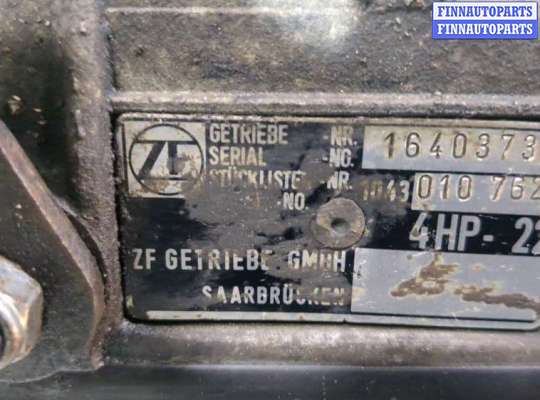 FINNAUTOPARTS
FINNAUTOPARTS
ZF
GETRIEBE -NR. 1640373
SERIAL -NO.
STÜCKLISTE NR. 1043 010 762
NO.
4HP-22
ZF GETRIEBE GMBH
SAARBRÜCKEN